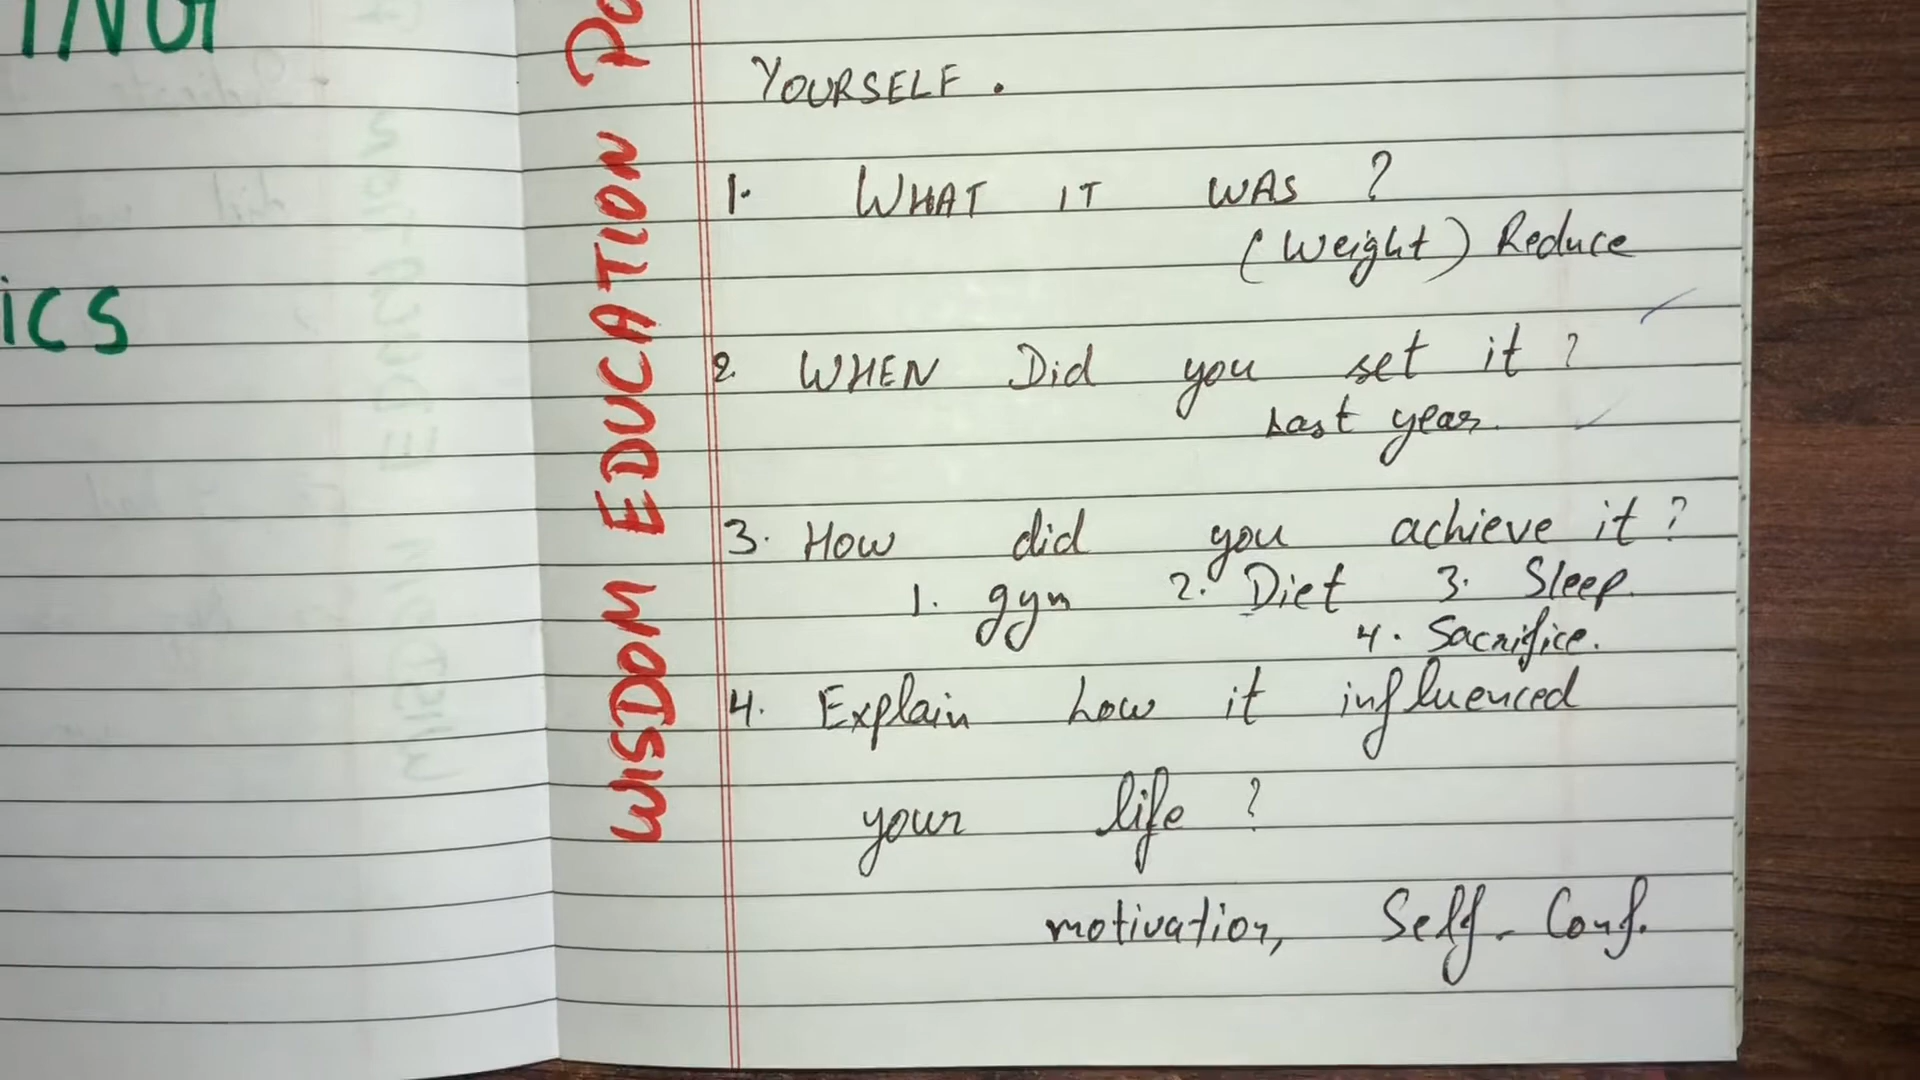 ICS
WISDOM EDUCATION
YOURSELF.
1. WHAT IT WAS ?
(Weight) Reduce
2. WHEN Did you set it ?
Last year.
3. How did you achieve it ?
1. gym 2. Diet 3. Sleep.
4. Sacrifice.
4. Explain how it influenced
your life ?
motivation, Self-Conf.